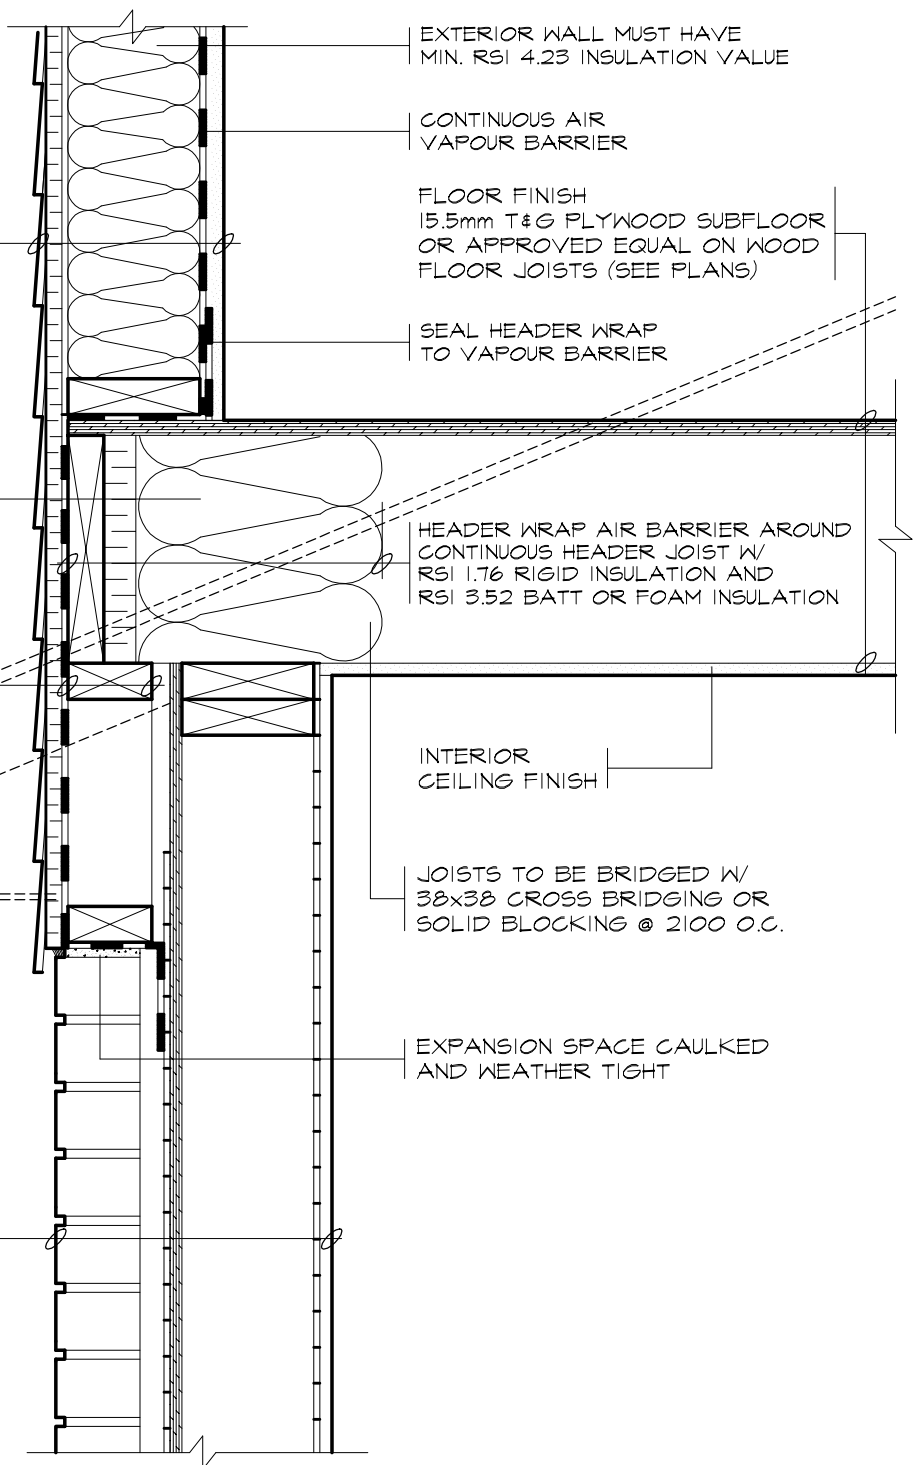 EXTERIOR WALL MUST HAVE
MIN. RSI 4.23 INSULATION VALUE
CONTINUOUS AIR
VAPOUR BARRIER
FLOOR FINISH
15.5mm T&G PLYWOOD SUBFLOOR
OR APPROVED EQUAL ON WOOD
FLOOR JOISTS (SEE PLANS)
SEAL HEADER WRAP
TO VAPOUR BARRIER
HEADER WRAP AIR BARRIER AROUND
CONTINUOUS HEADER JOIST W/
RSI 1.76 RIGID INSULATION AND
RSI 3.52 BATT OR FOAM INSULATION
INTERIOR
CEILING FINISH
JOISTS TO BE BRIDGED W/
38x38 CROSS BRIDGING OR
SOLID BLOCKING @ 2100 O.C.
EXPANSION SPACE CAULKED
AND WEATHER TIGHT